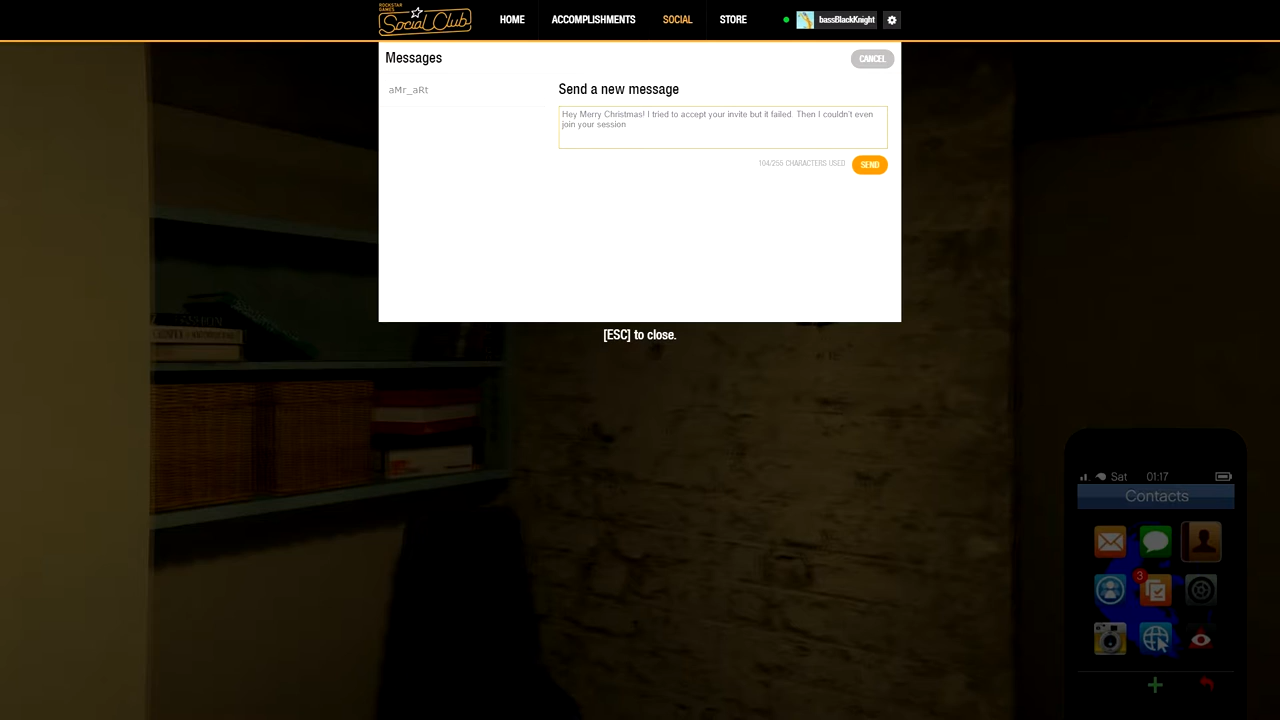 ROCKSTAR
GAMES
Social Club
HOME
ACCOMPLISHMENTS
SOCIAL
STORE
bassBlackKnight
Messages
CANCEL
aMr_aRt
Send a new message
Hey Merry Christmas! I tried to accept your invite but it failed. Then I couldn't even
join your session
104/255 CHARACTERS USED
SEND
[ESC] to close.
Sat 01:17
Contacts
3